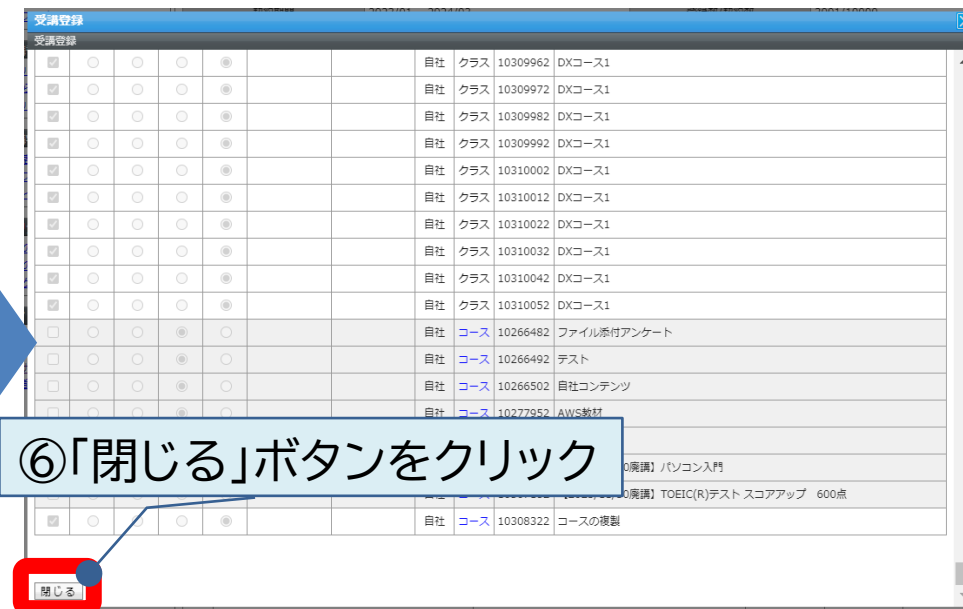 受講登録
受講登録
自社 クラス 10309962 DXコース1
自社 クラス 10309972 DXコース1
自社 クラス 10309982 DXコース1
自社 クラス 10309992 DXコース1
自社 クラス 10310002 DXコース1
自社 クラス 10310012 DXコース1
自社 クラス 10310022 DXコース1
自社 クラス 10310032 DXコース1
自社 クラス 10310042 DXコース1
自社 クラス 10310052 DXコース1
自社 コース 10266482 ファイル添付アンケート
自社 コース 10266492 テスト
自社 コース 10266502 自社コンテンツ
自社 コース 10277952 AWS教材
⑥「閉じる」ボタンをクリック
0廃講】パソコン入門
0廃講】TOEIC(R)テスト スコアアップ 600点
自社 コース 10308322 コースの複製
閉じる